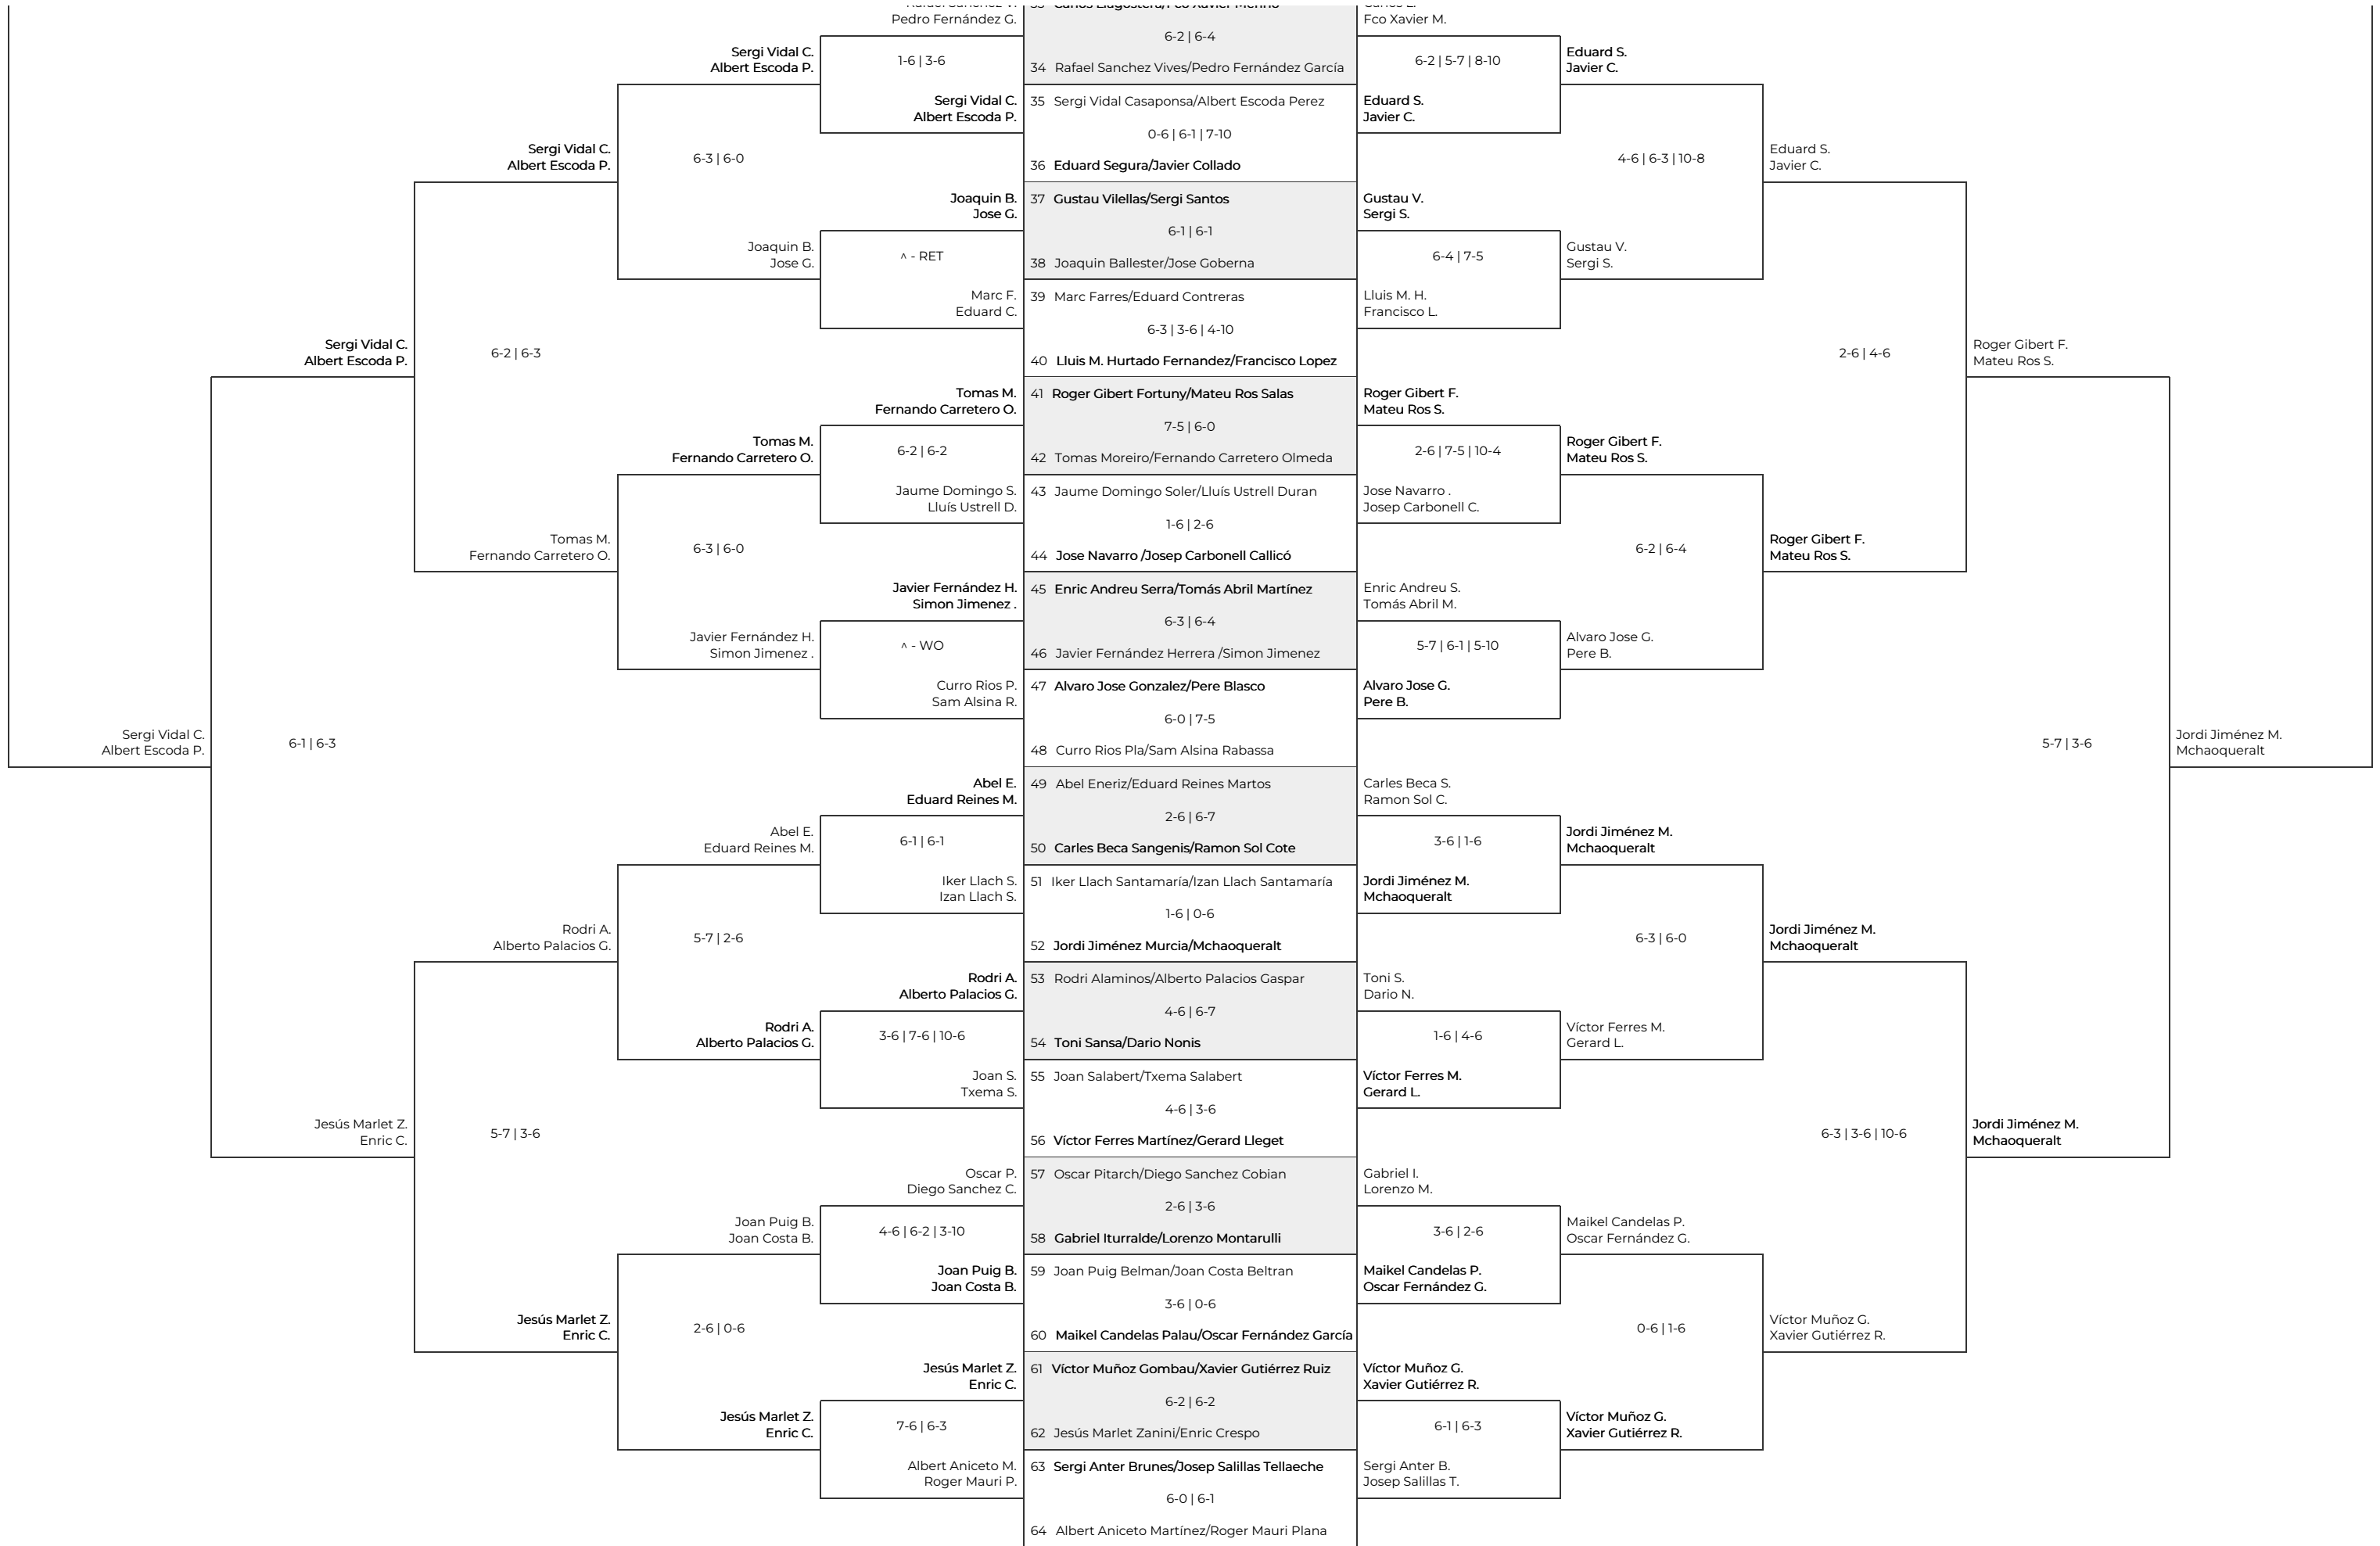 Pedro Fernández G.
Fco Xavier M.
6-2 | 6-4
Sergi Vidal C.
Albert Escoda P.
1-6 | 3-6
34 Rafael Sanchez Vives/Pedro Fernández García
6-2 | 5-7 | 8-10
Eduard S.
Javier C.
Sergi Vidal C.
Albert Escoda P.
35 Sergi Vidal Casaponsa/Albert Escoda Perez
Eduard S.
Javier C.
0-6 | 6-1 | 7-10
Sergi Vidal C.
Albert Escoda P.
6-3 | 6-0
36 Eduard Segura/Javier Collado
4-6 | 6-3 | 10-8
Eduard S.
Javier C.
Joaquin B.
Jose G.
37 Gustau Vilellas/Sergi Santos
Gustau V.
Sergi S.
6-1 | 6-1
Joaquin B.
Jose G.
^ - RET
38 Joaquin Ballester/Jose Goberna
6-4 | 7-5
Gustau V.
Sergi S.
Marc F.
Eduard C.
39 Marc Farres/Eduard Contreras
Lluis M. H.
Francisco L.
6-3 | 3-6 | 4-10
Sergi Vidal C.
Albert Escoda P.
6-2 | 6-3
40 Lluis M. Hurtado Fernandez/Francisco Lopez
2-6 | 4-6
Roger Gibert F.
Mateu Ros S.
Tomas M.
Fernando Carretero O.
41 Roger Gibert Fortuny/Mateu Ros Salas
Roger Gibert F.
Mateu Ros S.
7-5 | 6-0
Tomas M.
Fernando Carretero O.
6-2 | 6-2
42 Tomas Moreiro/Fernando Carretero Olmeda
2-6 | 7-5 | 10-4
Roger Gibert F.
Mateu Ros S.
Jaume Domingo S.
Lluís Ustrell D.
43 Jaume Domingo Soler/Lluís Ustrell Duran
Jose Navarro .
Josep Carbonell C.
1-6 | 2-6
Tomas M.
Fernando Carretero O.
6-3 | 6-0
44 Jose Navarro /Josep Carbonell Callicó
6-2 | 6-4
Roger Gibert F.
Mateu Ros S.
Javier Fernández H.
Simon Jimenez .
45 Enric Andreu Serra/Tomás Abril Martínez
Enric Andreu S.
Tomás Abril M.
6-3 | 6-4
Javier Fernández H.
Simon Jimenez .
^ - WO
46 Javier Fernández Herrera /Simon Jimenez
5-7 | 6-1 | 5-10
Alvaro Jose G.
Pere B.
Curro Rios P.
Sam Alsina R.
47 Alvaro Jose Gonzalez/Pere Blasco
Alvaro Jose G.
Pere B.
6-0 | 7-5
Sergi Vidal C.
Albert Escoda P.
6-1 | 6-3
48 Curro Rios Pla/Sam Alsina Rabassa
5-7 | 3-6
Jordi Jiménez M.
Mchaoqueralt
Abel E.
Eduard Reines M.
49 Abel Eneriz/Eduard Reines Martos
Carles Beca S.
Ramon Sol C.
2-6 | 6-7
Abel E.
Eduard Reines M.
6-1 | 6-1
50 Carles Beca Sangenis/Ramon Sol Cote
3-6 | 1-6
Jordi Jiménez M.
Mchaoqueralt
Iker Llach S.
Izan Llach S.
51 Iker Llach Santamaría/Izan Llach Santamaría
Jordi Jiménez M.
Mchaoqueralt
1-6 | 0-6
Rodri A.
Alberto Palacios G.
5-7 | 2-6
52 Jordi Jiménez Murcia/Mchaoqueralt
6-3 | 6-0
Jordi Jiménez M.
Mchaoqueralt
Rodri A.
Alberto Palacios G.
53 Rodri Alaminos/Alberto Palacios Gaspar
Toni S.
Dario N.
4-6 | 6-7
Rodri A.
Alberto Palacios G.
3-6 | 7-6 | 10-6
54 Toni Sansa/Dario Nonis
1-6 | 4-6
Víctor Ferres M.
Gerard L.
Joan S.
Txema S.
55 Joan Salabert/Txema Salabert
Víctor Ferres M.
Gerard L.
4-6 | 3-6
Jesús Marlet Z.
Enric C.
5-7 | 3-6
56 Víctor Ferres Martínez/Gerard Lleget
6-3 | 3-6 | 10-6
Jordi Jiménez M.
Mchaoqueralt
Oscar P.
Diego Sanchez C.
57 Oscar Pitarch/Diego Sanchez Cobian
Gabriel I.
Lorenzo M.
2-6 | 3-6
Joan Puig B.
Joan Costa B.
4-6 | 6-2 | 3-10
58 Gabriel Iturralde/Lorenzo Montarulli
3-6 | 2-6
Maikel Candelas P.
Oscar Fernández G.
Joan Puig B.
Joan Costa B.
59 Joan Puig Belman/Joan Costa Beltran
Maikel Candelas P.
Oscar Fernández G.
3-6 | 0-6
Jesús Marlet Z.
Enric C.
2-6 | 0-6
60 Maikel Candelas Palau/Oscar Fernández García
0-6 | 1-6
Víctor Muñoz G.
Xavier Gutiérrez R.
Jesús Marlet Z.
Enric C.
61 Víctor Muñoz Gombau/Xavier Gutiérrez Ruiz
Víctor Muñoz G.
Xavier Gutiérrez R.
6-2 | 6-2
Jesús Marlet Z.
Enric C.
7-6 | 6-3
62 Jesús Marlet Zanini/Enric Crespo
6-1 | 6-3
Víctor Muñoz G.
Xavier Gutiérrez R.
Albert Aniceto M.
Roger Mauri P.
63 Sergi Anter Brunes/Josep Salillas Tellaeche
Sergi Anter B.
Josep Salillas T.
6-0 | 6-1
64 Albert Aniceto Martínez/Roger Mauri Plana